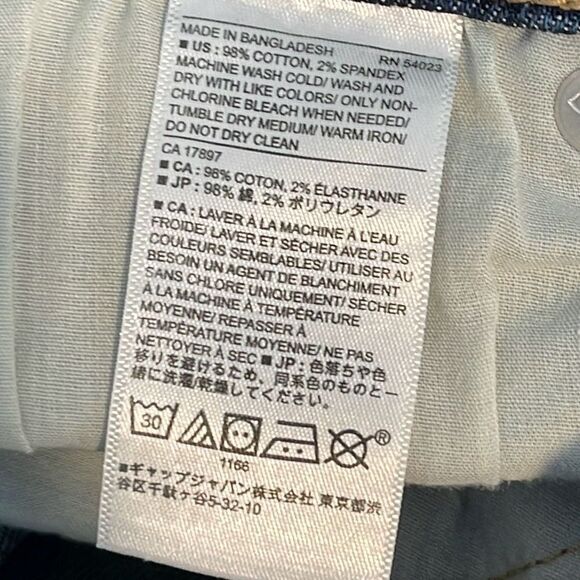 MADE IN BANGLADESH RN 54023
■ US : 98% COTTON, 2% SPANDEX
MACHINE WASH COLD/ WASH AND
DRY WITH LIKE COLORS/ ONLY NON-
CHLORINE BLEACH WHEN NEEDED/
TUMBLE DRY MEDIUM/ WARM IRON/
DO NOT DRY CLEAN
CA 17897
■ CA : 98% COTON, 2% ÉLASTHANNE
■ JP : 98% 綿, 2% ポリウレタン
■ CA : LAVER À LA MACHINE À L'EAU
FROIDE/ LAVER ET SÉCHER AVEC DES
COULEURS SEMBLABLES/ UTILISER AU
BESOIN UN AGENT DE BLANCHIMENT
SANS CHLORE UNIQUEMENT/ SÉCHER
À LA MACHINE À TEMPÉRATURE
MOYENNE/ REPASSER À
TEMPÉRATURE MOYENNE/ NE PAS
NETTOYER À SEC ■ JP : 色落ちや色
移りを避けるため、同系色のものと一
緒に洗濯/乾燥してください。
30 ®
1166
■ギャップジャパン株式会社 東京都渋
谷区千駄ヶ谷5-32-10